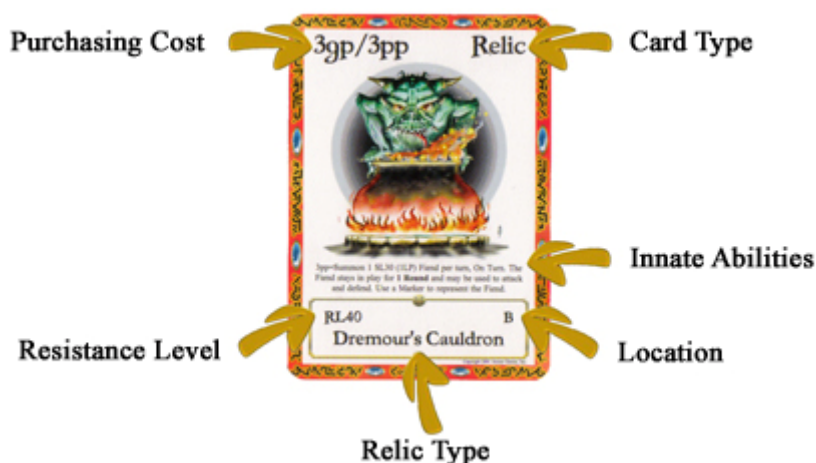 Purchasing Cost
3gp/3pp
Relic
Card Type
3pp=Summon 1 SL30 (1LP) Fiend per turn, On Turn. The
Fiend stays in play for 1 Round and may be used to attack
and defend. Use a Marker to represent the Fiend.
Innate Abilities
RL40
B
Dremour's Cauldron
Resistance Level
Location
Relic Type